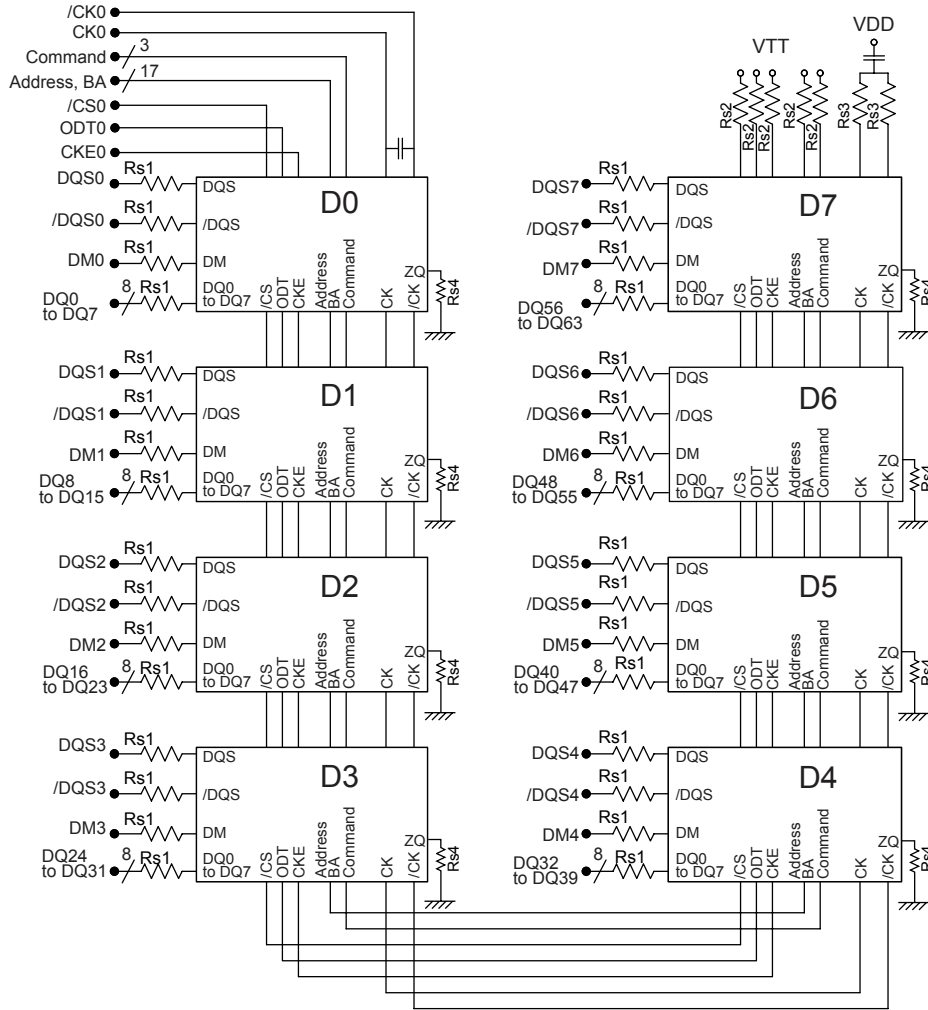 /CK0
CK0
Command 3
Address, BA 17
/CS0
ODT0
CKE0
VTT
VDD
Rs2
Rs2
Rs2
Rs2
Rs2
Rs3
Rs3
DQS0 Rs1 DQS
/DQS0 Rs1 /DQS
DM0 Rs1 DM
DQ0
to DQ7 8 Rs1 DQ0
to DQ7
D0
/CS
ODT
CKE
Address
BA
Command
CK
/CK
ZQ
Rs4
DQS7 Rs1 DQS
/DQS7 Rs1 /DQS
DM7 Rs1 DM
DQ56
to DQ63 8 Rs1 DQ0
to DQ7
D7
/CS
ODT
CKE
Address
BA
Command
CK
/CK
ZQ
Rs4
DQS1 Rs1 DQS
/DQS1 Rs1 /DQS
DM1 Rs1 DM
DQ8
to DQ15 8 Rs1 DQ0
to DQ7
D1
/CS
ODT
CKE
Address
BA
Command
CK
/CK
ZQ
Rs4
DQS6 Rs1 DQS
/DQS6 Rs1 /DQS
DM6 Rs1 DM
DQ48
to DQ55 8 Rs1 DQ0
to DQ7
D6
/CS
ODT
CKE
Address
BA
Command
CK
/CK
ZQ
Rs4
DQS2 Rs1 DQS
/DQS2 Rs1 /DQS
DM2 Rs1 DM
DQ16
to DQ23 8 Rs1 DQ0
to DQ7
D2
/CS
ODT
CKE
Address
BA
Command
CK
/CK
ZQ
Rs4
DQS5 Rs1 DQS
/DQS5 Rs1 /DQS
DM5 Rs1 DM
DQ40
to DQ47 8 Rs1 DQ0
to DQ7
D5
/CS
ODT
CKE
Address
BA
Command
CK
/CK
ZQ
Rs4
DQS3 Rs1 DQS
/DQS3 Rs1 /DQS
DM3 Rs1 DM
DQ24
to DQ31 8 Rs1 DQ0
to DQ7
D3
/CS
ODT
CKE
Address
BA
Command
CK
/CK
ZQ
Rs4
DQS4 Rs1 DQS
/DQS4 Rs1 /DQS
DM4 Rs1 DM
DQ32
to DQ39 8 Rs1 DQ0
to DQ7
D4
/CS
ODT
CKE
Address
BA
Command
CK
/CK
ZQ
Rs4